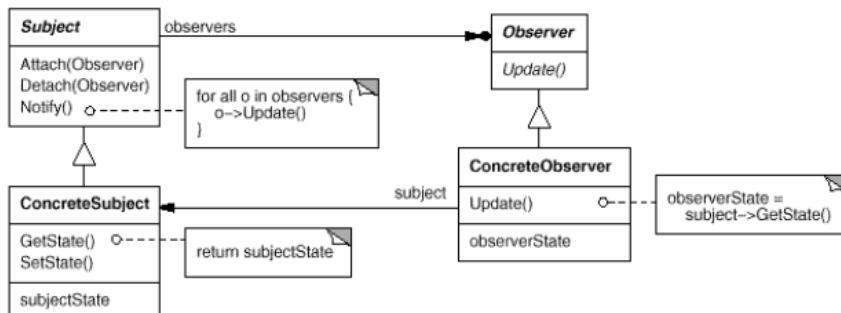 Subject
observers
Observer
Attach(Observer)
Detach(Observer)
Notify()
Update()
for all o in observers {
o->Update()
}
ConcreteSubject
subject
ConcreteObserver
GetState()
SetState()
return subjectState
Update()
observerState =
subject->GetState()
observerState
subjectState